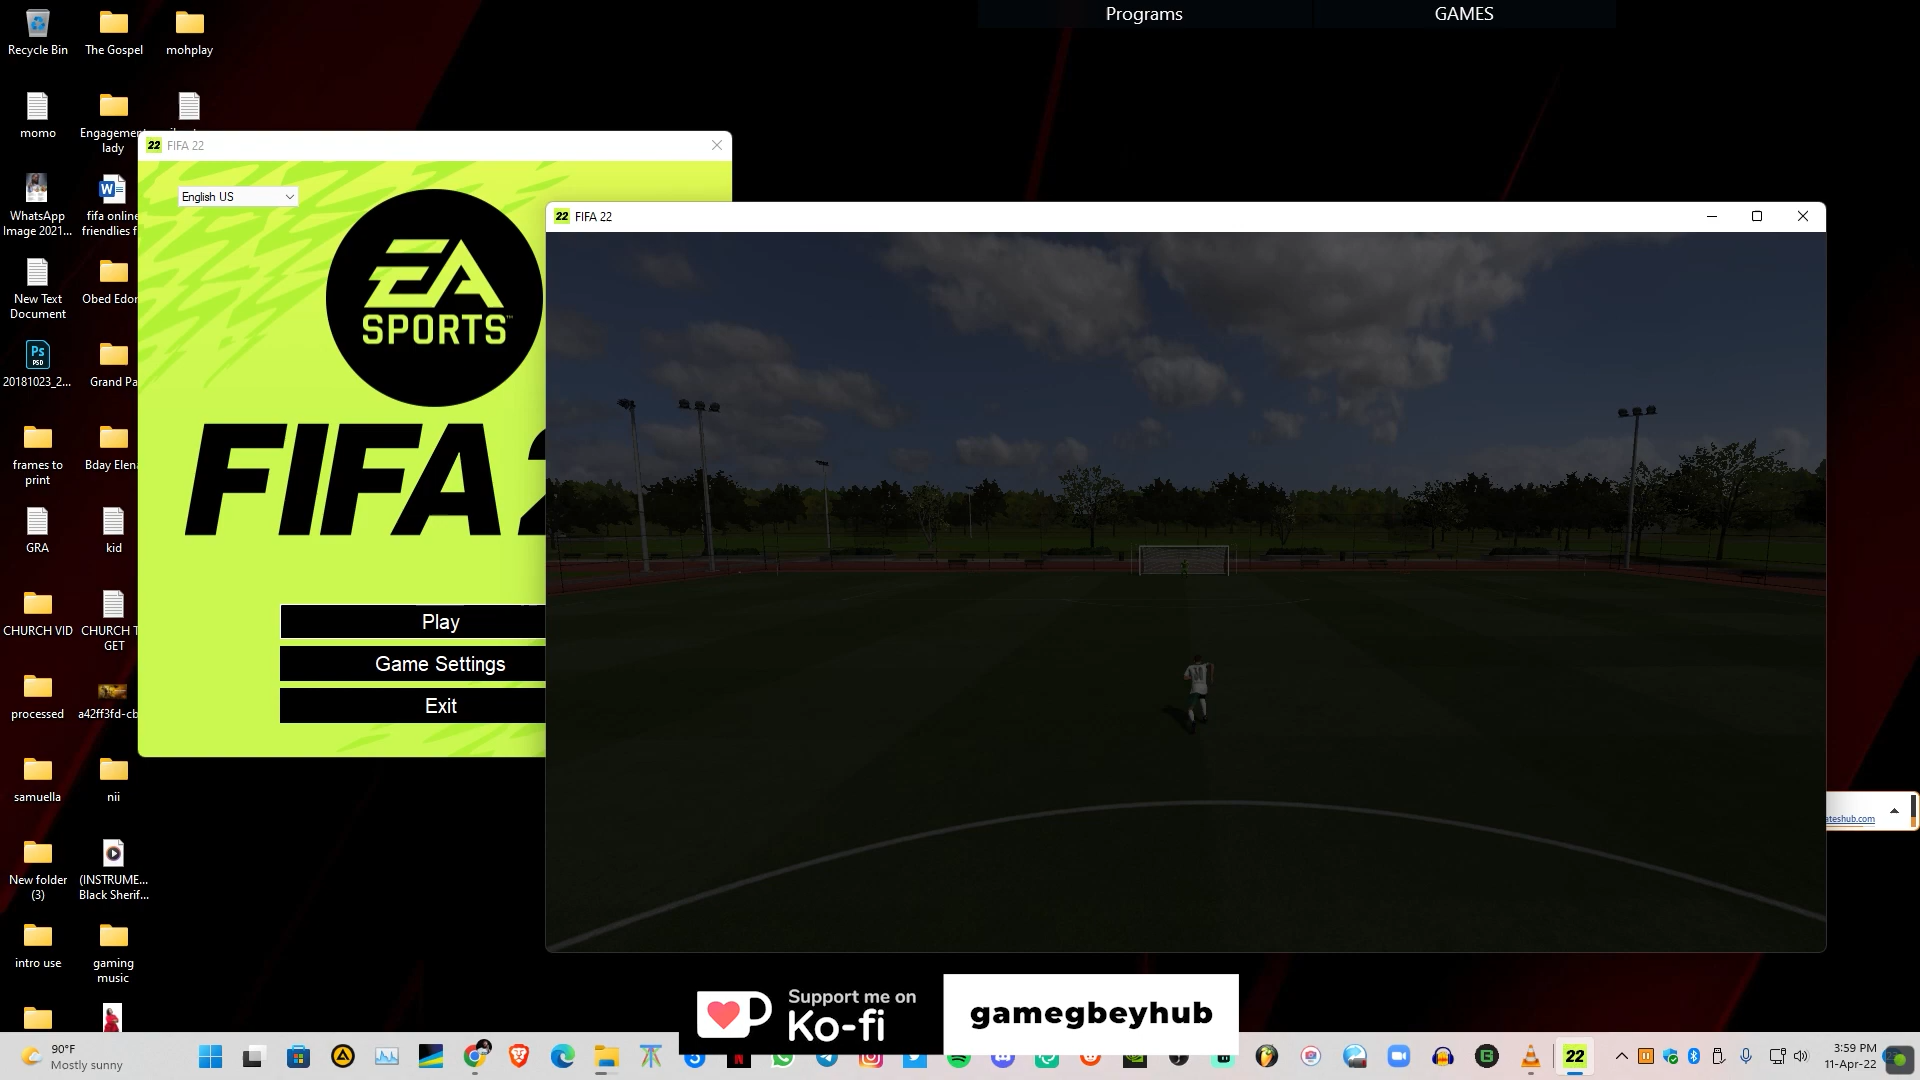 Programs
GAMES
Recycle Bin
The Gospel
mohplay
momo
Engagement
lady
WhatsApp
Image 2021...
fifa online
friendlies f
New Text
Document
Obed Edor
PSD
20181023_2...
Grand Pa
frames to
print
Bday Elen
GRA
kid
CHURCH VID
CHURCH T
GET
processed
a42ff3fd-cb
samuella
nii
New folder
(3)
(INSTRUME...
Black Sherif...
intro use
gaming
music
22 FIFA 22
English US
EA
SPORTS™
FIFA 2
Play
Game Settings
Exit
22 FIFA 22
ateshub.com
Support me on
Ko-fi
gamegbeyhub
90°F
Mostly sunny
22
3:59 PM
11-Apr-22